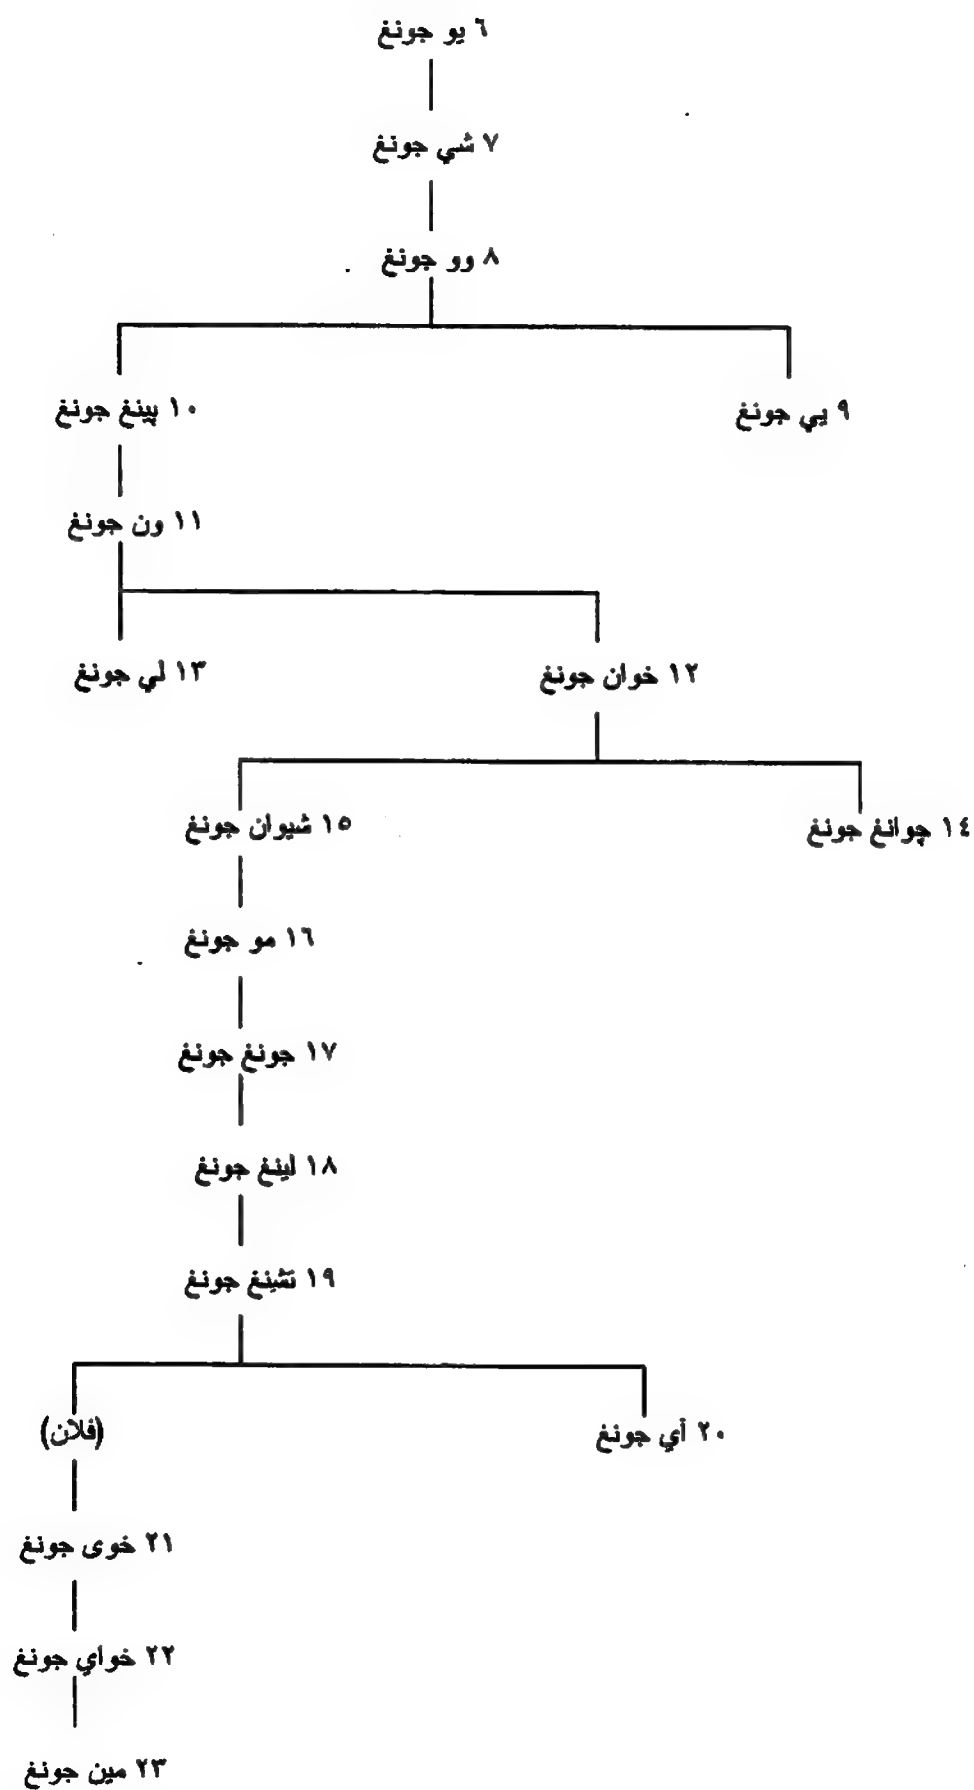 ٦ يو جونغ
٧ شي جونغ
٨ وو جونغ
٩ يي جونغ
١٠ پينغ جونغ
١١ ون جونغ
١٢ خوان جونغ
١٣ لي جونغ
١٤ چوانغ جونغ
١٥ شيوان جونغ
١٦ مو جونغ
١٧ جونغ جونغ
١٨ لينغ جونغ
١٩ تشينغ جونغ
٢٠ أي جونغ
(فلان)
٢١ خوى جونغ
٢٢ خواي جونغ
٢٣ مين جونغ